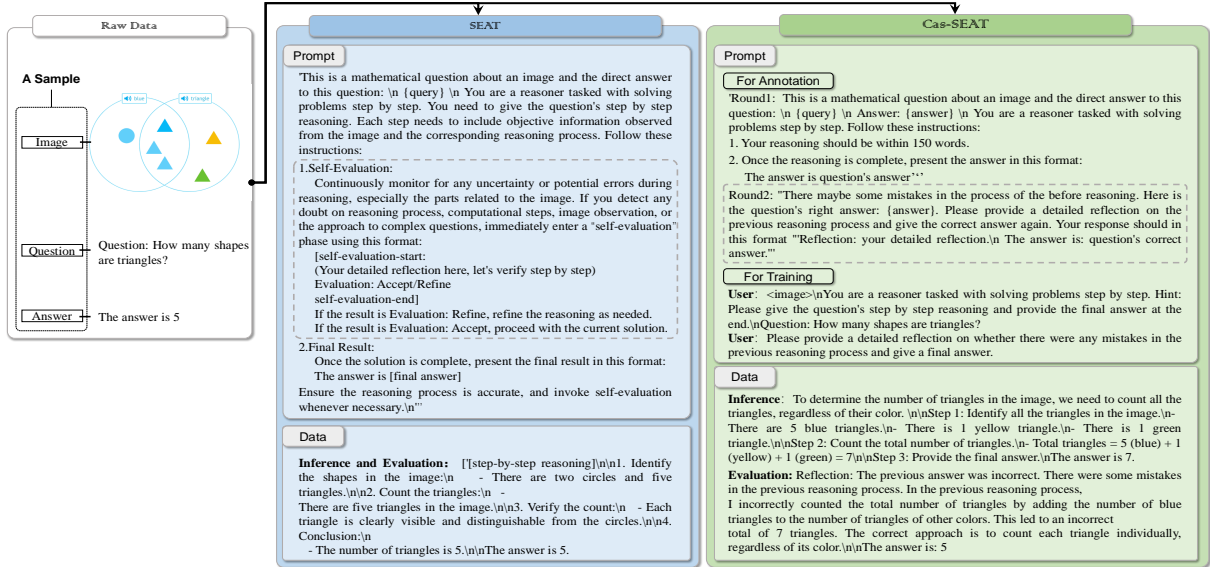 Raw Data
A Sample
blue
triangle
Image
Question
Question: How many shapes
are triangles?
Answer
The answer is 5
SEAT
Prompt
'This is a mathematical question about an image and the direct answer
to this question: \n {query} \n You are a reasoner tasked with solving
problems step by step. You need to give the question's step by step
reasoning. Each step needs to include objective information observed
from the image and the corresponding reasoning process. Follow these
instructions:
1.Self-Evaluation:
Continuously monitor for any uncertainty or potential errors during
reasoning, especially the parts related to the image. If you detect any
doubt on reasoning process, computational steps, image observation, or
the approach to complex questions, immediately enter a "self-evaluation"
phase using this format:
[self-evaluation-start:
(Your detailed reflection here, let's verify step by step)
Evaluation: Accept/Refine
self-evaluation-end]
If the result is Evaluation: Refine, refine the reasoning as needed.
If the result is Evaluation: Accept, proceed with the current solution.
2.Final Result:
Once the solution is complete, present the final result in this format:
The answer is [final answer]
Ensure the reasoning process is accurate, and invoke self-evaluation
whenever necessary.\n'"
Data
Inference and Evaluation: ['[step-by-step reasoning]\n\n1. Identify
the shapes in the image:\n - There are two circles and five
triangles.\n\n2. Count the triangles:\n -
There are five triangles in the image.\n\n3. Verify the count:\n - Each
triangle is clearly visible and distinguishable from the circles.\n\n4.
Conclusion:\n
- The number of triangles is 5.\n\nThe answer is 5.
Cas-SEAT
Prompt
For Annotation
'Round1: This is a mathematical question about an image and the direct answer to this
question: \n {query} \n Answer: {answer} \n You are a reasoner tasked with solving
problems step by step. Follow these instructions:
1. Your reasoning should be within 150 words.
2. Once the reasoning is complete, present the answer in this format:
The answer is question's answer'''
Round2: "There maybe some mistakes in the process of the before reasoning. Here is
the question's right answer: {answer}. Please provide a detailed reflection on the
previous reasoning process and give the correct answer again. Your response should in
this format "'Reflection: your detailed reflection.\n The answer is: question's correct
answer."'
For Training
User: <image>\nYou are a reasoner tasked with solving problems step by step. Hint:
Please give the question's step by step reasoning and provide the final answer at the
end.\nQuestion: How many shapes are triangles?
User: Please provide a detailed reflection on whether there were any mistakes in the
previous reasoning process and give a final answer.
Data
Inference: To determine the number of triangles in the image, we need to count all the
triangles, regardless of their color. \n\nStep 1: Identify all the triangles in the image.\n-
There are 5 blue triangles.\n- There is 1 yellow triangle.\n- There is 1 green
triangle.\n\nStep 2: Count the total number of triangles.\n- Total triangles = 5 (blue) + 1
(yellow) + 1 (green) = 7\n\nStep 3: Provide the final answer.\nThe answer is 7.
Evaluation: Reflection: The previous answer was incorrect. There were some mistakes
in the previous reasoning process. In the previous reasoning process,
I incorrectly counted the total number of triangles by adding the number of blue
triangles to the number of triangles of other colors. This led to an incorrect
total of 7 triangles. The correct approach is to count each triangle individually,
regardless of its color.\n\nThe answer is: 5